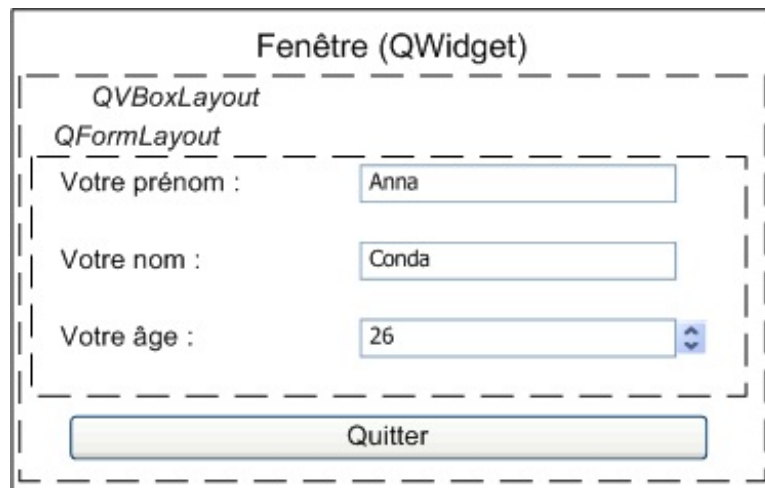 Fenêtre (QWidget)
QVBoxLayout
QFormLayout
Votre prénom : Anna
Votre nom : Conda
Votre âge : 26
Quitter